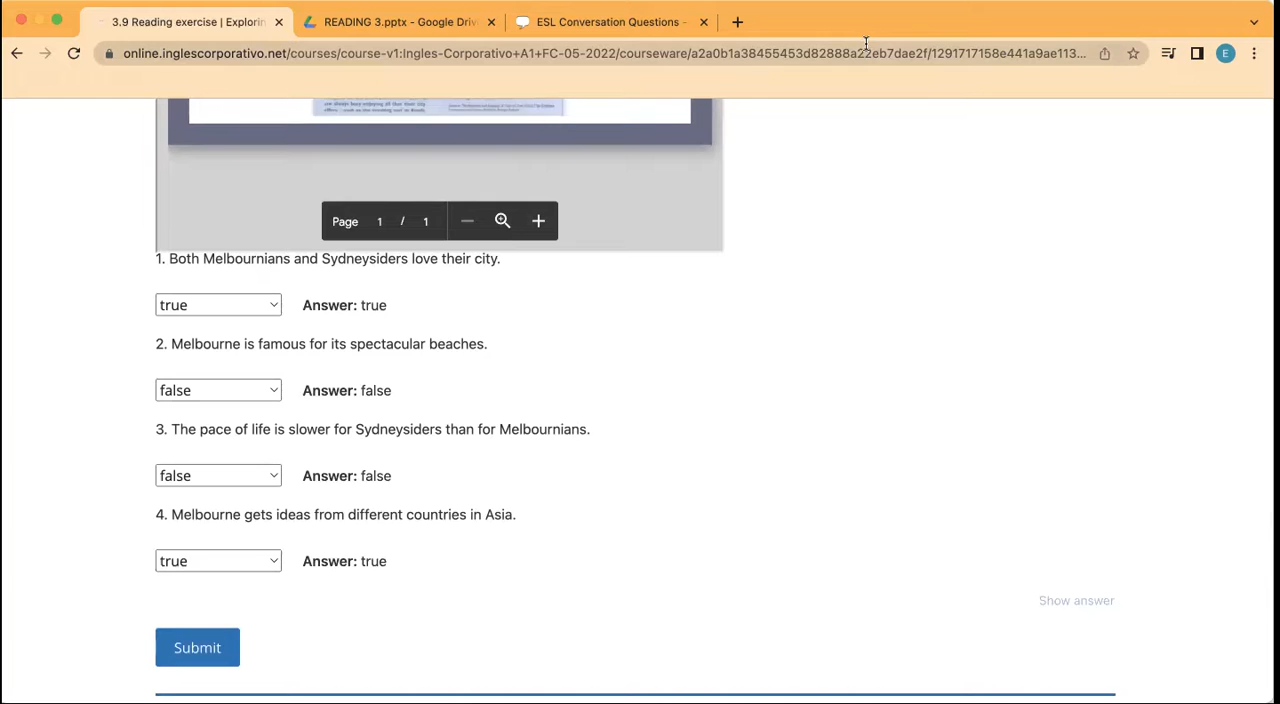 3.9 Reading exercise | Explorin
READING 3.pptx - Google Driv
ESL Conversation Questions -
online.inglescorporativo.net/courses/course-v1:Ingles-Corporativo+A1+FC-05-2022/courseware/a2a0b1a38455453d82888a22eb7dae2f/1291717158e441a9ae113...
E
Page 1 / 1
1. Both Melbournians and Sydneysiders love their city.
true Answer: true
2. Melbourne is famous for its spectacular beaches.
false Answer: false
3. The pace of life is slower for Sydneysiders than for Melbournians.
false Answer: false
4. Melbourne gets ideas from different countries in Asia.
true Answer: true
Show answer
Submit